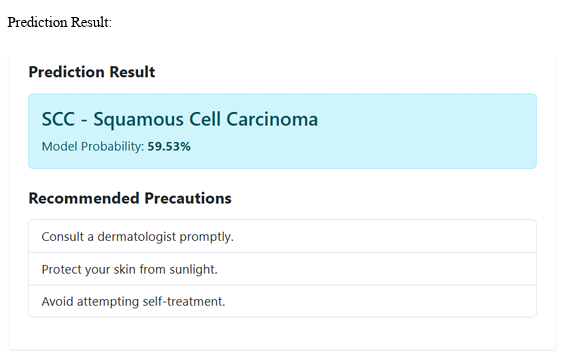 Prediction Result:
Prediction Result
SCC - Squamous Cell Carcinoma
Model Probability: 59.53%
Recommended Precautions
Consult a dermatologist promptly.
Protect your skin from sunlight.
Avoid attempting self-treatment.